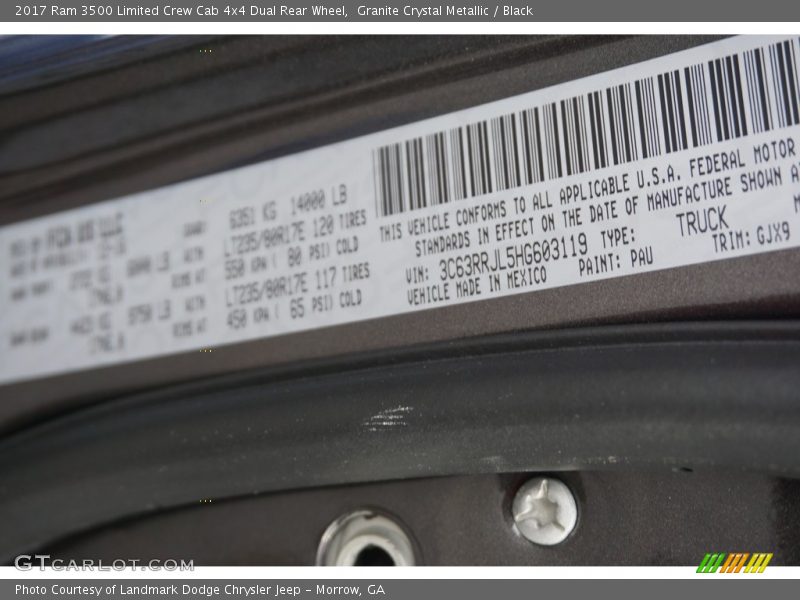 2017 Ram 3500 Limited Crew Cab 4x4 Dual Rear Wheel,  Granite Crystal Metallic / Black
6351 KG 14000 LB
LT235/80R17E 120 TIRES
550 KPA ( 80 PSI) COLD
LT235/80R17E 117 TIRES
450 KPA ( 65 PSI) COLD
THIS VEHICLE CONFORMS TO ALL APPLICABLE U.S.A. FEDERAL MOTOR
STANDARDS IN EFFECT ON THE DATE OF MANUFACTURE SHOWN
VIN: 3C63RRJL5HG603119 TYPE: TRUCK
VEHICLE MADE IN MEXICO PAINT: PAU TRIM: GJX9
GTCARLOT.COM
Photo Courtesy of Landmark Dodge Chrysler Jeep – Morrow, GA